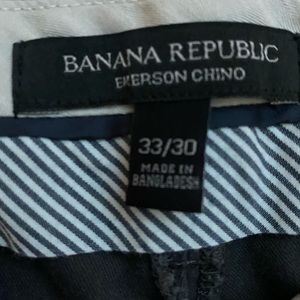 BANANA REPUBLIC
EMERSON CHINO
33/30
MADE IN
BANGLADESH